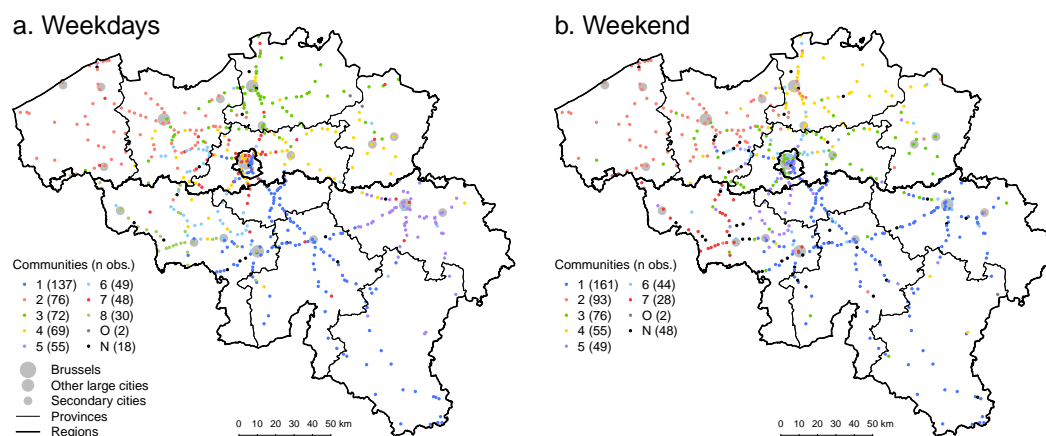 a. Weekdays
Communities (n obs.)
1 (137) 6 (49)
2 (76) 7 (48)
3 (72) 8 (30)
4 (69) O (2)
5 (55) N (18)
Brussels
Other large cities
Secondary cities
Provinces
Regions
0 10 20 30 40 50 km
b. Weekend
Communities (n obs.)
1 (161) 6 (44)
2 (93) 7 (28)
3 (76) O (2)
4 (55) N (48)
5 (49)
0 10 20 30 40 50 km